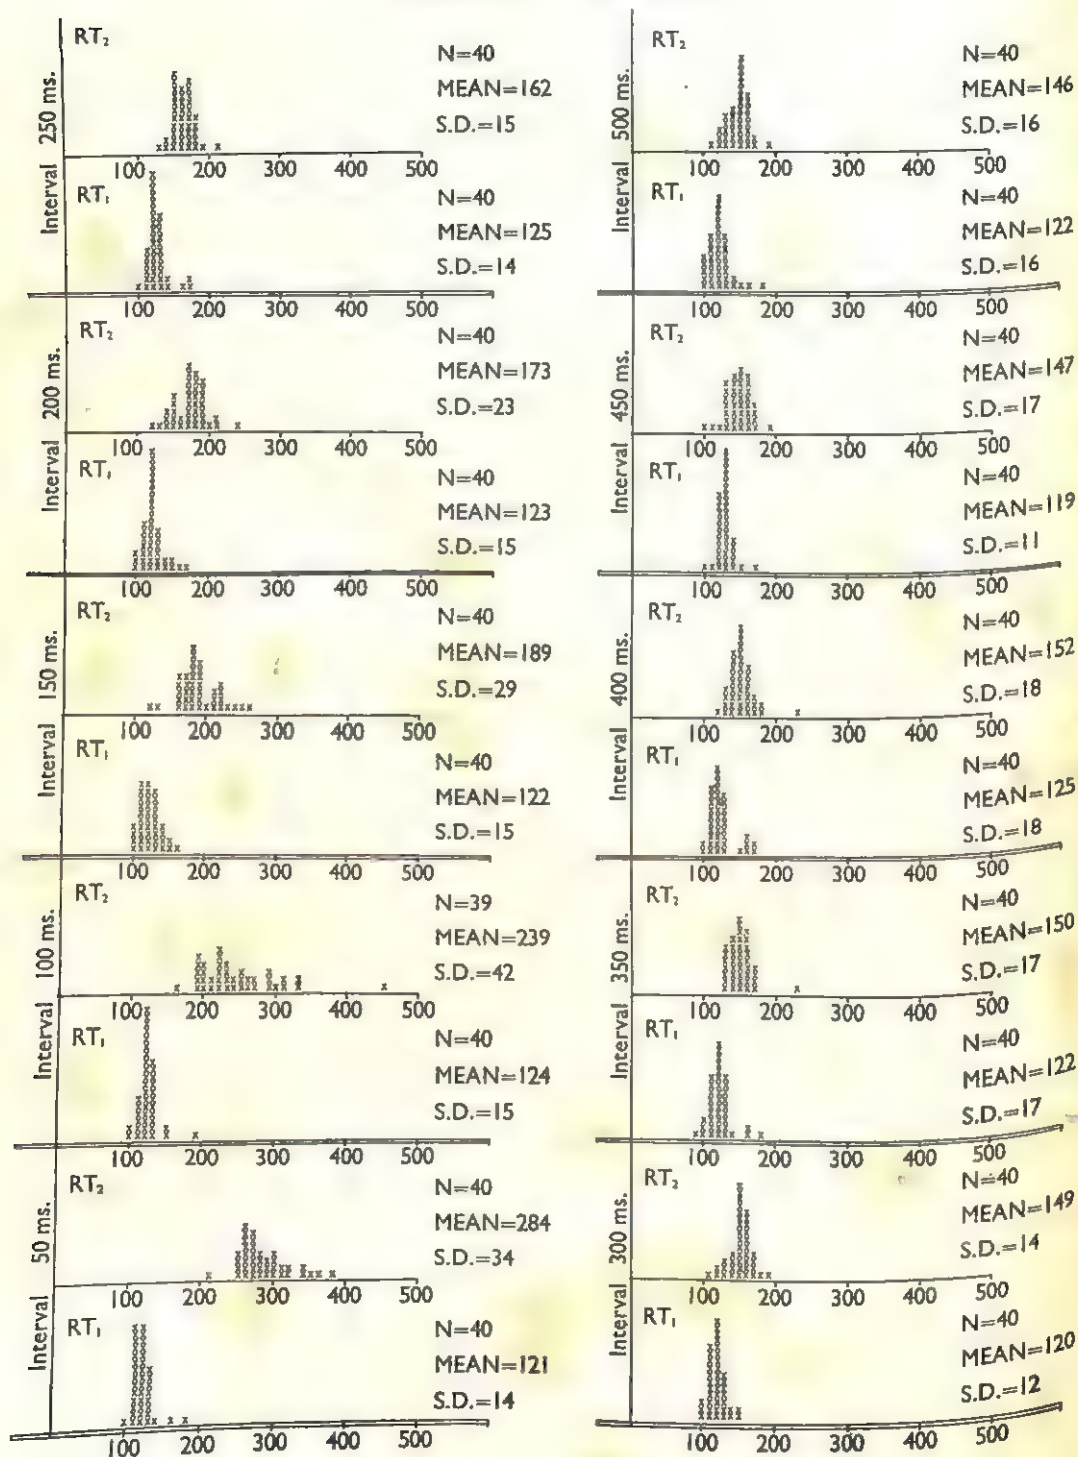 RT₂
N=40
MEAN=162
S.D.=15
100 200 300 400 500
Interval 250 ms.
RT₁
N=40
MEAN=125
S.D.=14
100 200 300 400 500
RT₂
N=40
MEAN=173
S.D.=23
100 200 300 400 500
Interval 200 ms.
RT₁
N=40
MEAN=123
S.D.=15
100 200 300 400 500
RT₂
N=40
MEAN=189
S.D.=29
100 200 300 400 500
Interval 150 ms.
RT₁
N=40
MEAN=122
S.D.=15
100 200 300 400 500
RT₂
N=39
MEAN=239
S.D.=42
100 200 300 400 500
Interval 100 ms.
RT₁
N=40
MEAN=124
S.D.=15
100 200 300 400 500
RT₂
N=40
MEAN=284
S.D.=34
100 200 300 400 500
Interval 50 ms.
RT₁
N=40
MEAN=121
S.D.=14
100 200 300 400 500
RT₂
N=40
MEAN=146
S.D.=16
100 200 300 400 500
Interval 500 ms.
RT₁
N=40
MEAN=122
S.D.=16
100 200 300 400 500
RT₂
N=40
MEAN=147
S.D.=17
100 200 300 400 500
Interval 450 ms.
RT₁
N=40
MEAN=119
S.D.=11
100 200 300 400 500
RT₂
N=40
MEAN=152
S.D.=18
100 200 300 400 500
Interval 400 ms.
RT₁
N=40
MEAN=125
S.D.=18
100 200 300 400 500
RT₂
N=40
MEAN=150
S.D.=17
100 200 300 400 500
Interval 350 ms.
RT₁
N=40
MEAN=122
S.D.=17
100 200 300 400 500
RT₂
N=40
MEAN=149
S.D.=14
100 200 300 400 500
Interval 300 ms.
RT₁
N=40
MEAN=120
S.D.=12
100 200 300 400 500